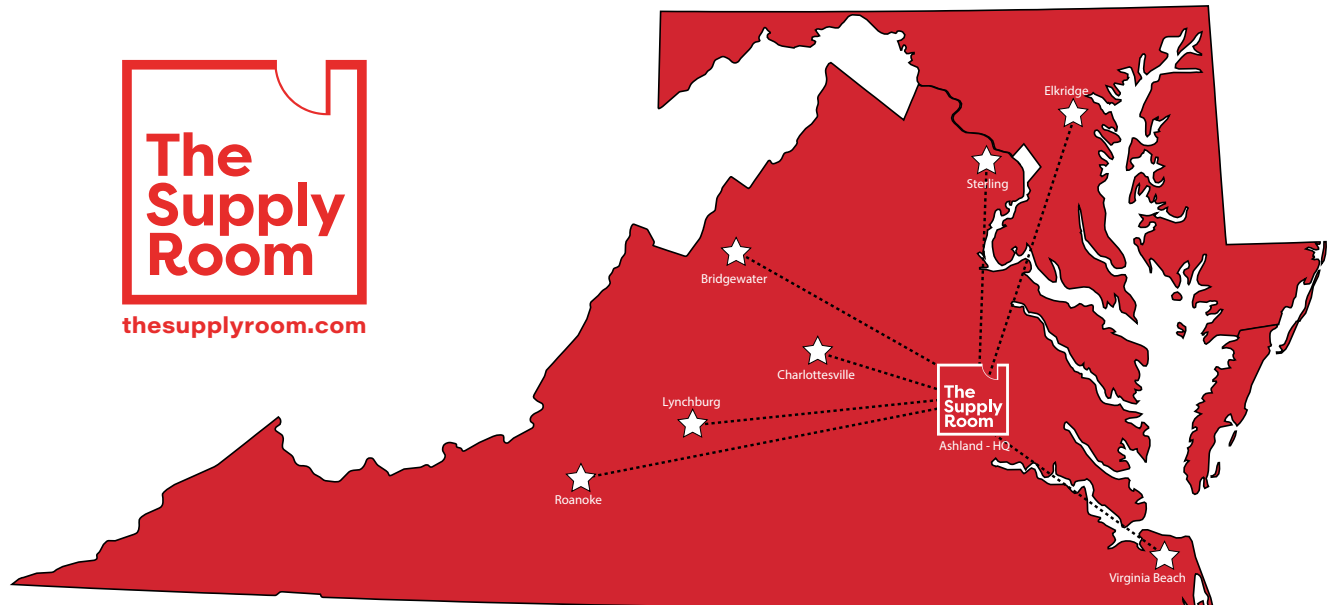 The
Supply
Room
thesupplyroom.com
Elkridge
Sterling
Bridgewater
Charlottesville
Lynchburg
The
Supply
Room
Ashland - HQ
Roanoke
Virginia Beach